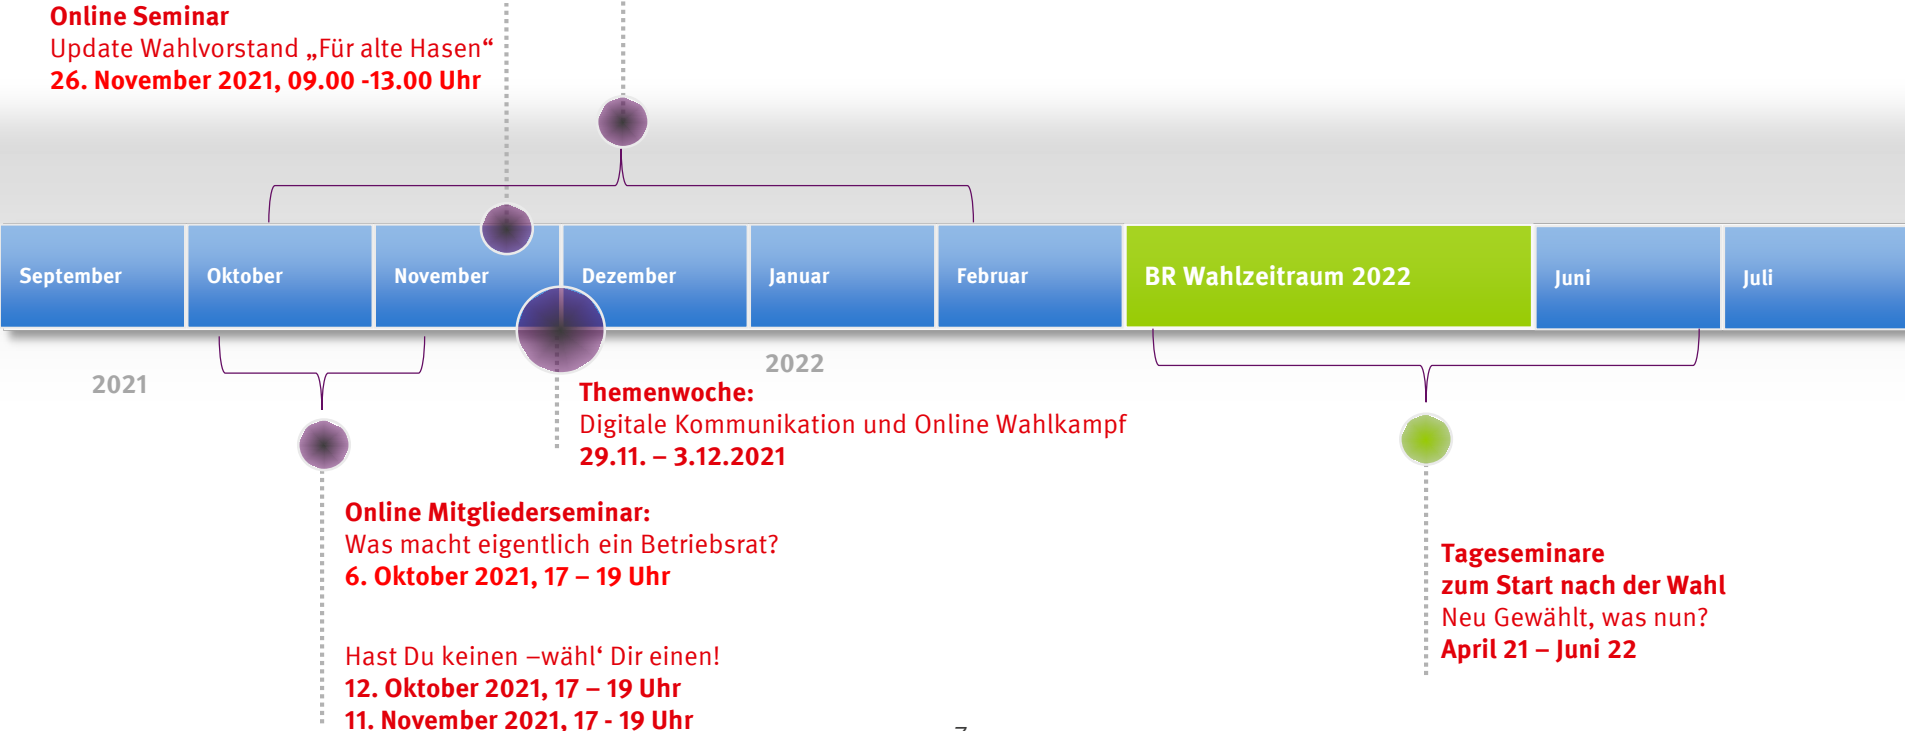 Online Seminar
Update Wahlvorstand „Für alte Hasen“
26. November 2021, 09.00 -13.00 Uhr
September
Oktober
November
Dezember
Januar
Februar
BR Wahlzeitraum 2022
Juni
Juli
2021
2022
Themenwoche:
Digitale Kommunikation und Online Wahlkampf
29.11. – 3.12.2021
Online Mitgliederseminar:
Was macht eigentlich ein Betriebsrat?
6. Oktober 2021, 17 – 19 Uhr
Hast Du keinen –wähl‘ Dir einen!
12. Oktober 2021, 17 – 19 Uhr
11. November 2021, 17 - 19 Uhr
Tageseminare
zum Start nach der Wahl
Neu Gewählt, was nun?
April 21 – Juni 22